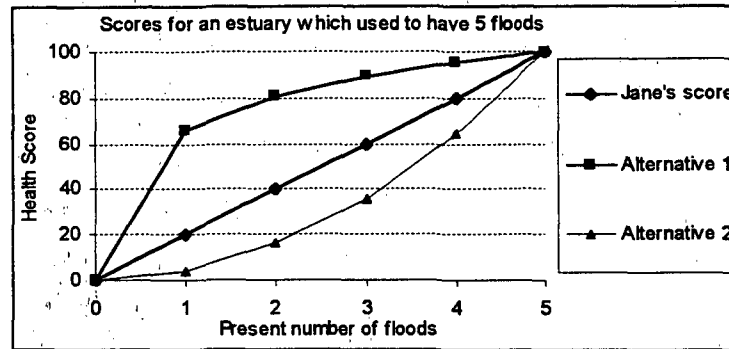 Scores for an estuary which used to have 5 floods
100
80
60
40
20
0
Health Score
0 1 2 3 4 5
Present number of floods
Jane's score
Alternative 1
Alternative 2